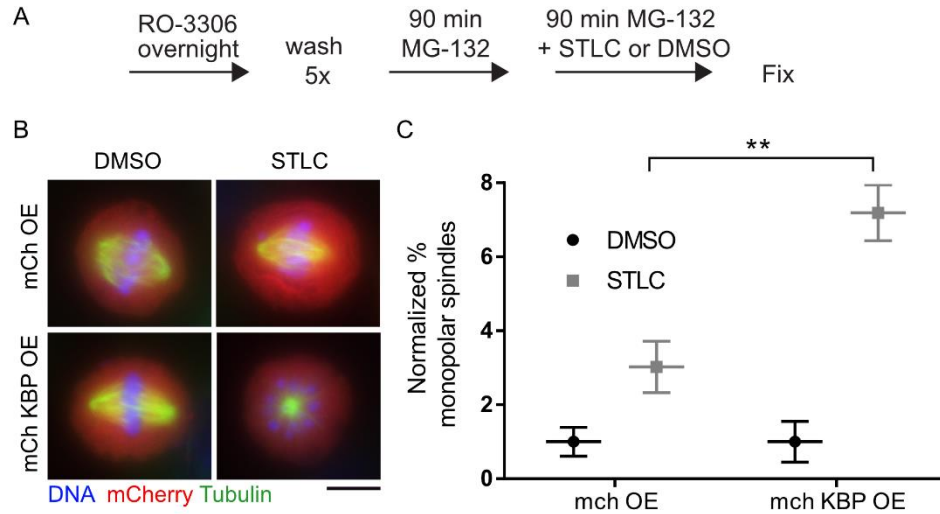 A
RO-3306
overnight
wash
5x
90 min
MG-132
90 min MG-132
+ STLC or DMSO
Fix
B
DMSO
STLC
mCh OE
mCh KBP OE
DNA mCherry Tubulin
C
**
Normalized %
monopolar spindles
8
6
4
2
0
DMSO
STLC
mch OE
mch KBP OE